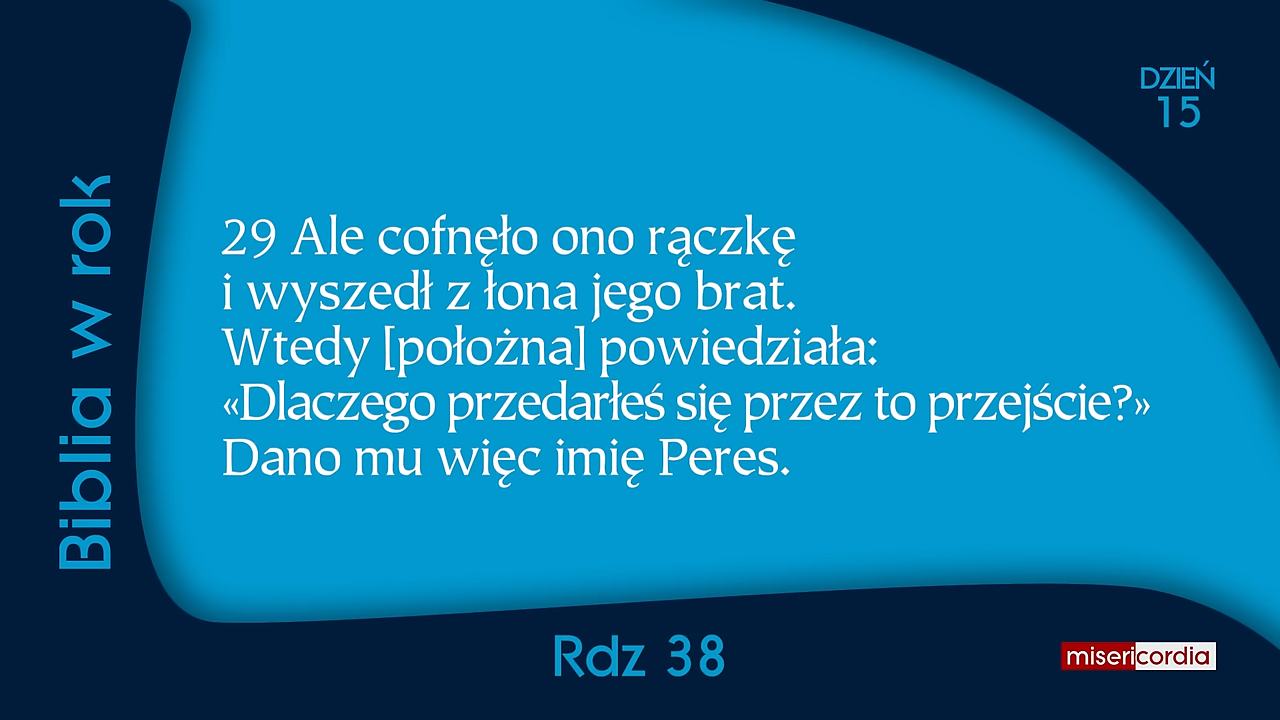 DZIEŃ
15
Biblia w rok
29 Ale cofnęło ono rączkę
i wyszedł z łona jego brat.
Wtedy [położna] powiedziała:
«Dlaczego przedarłeś się przez to przejście?»
Dano mu więc imię Peres.
Rdz 38
misericordia